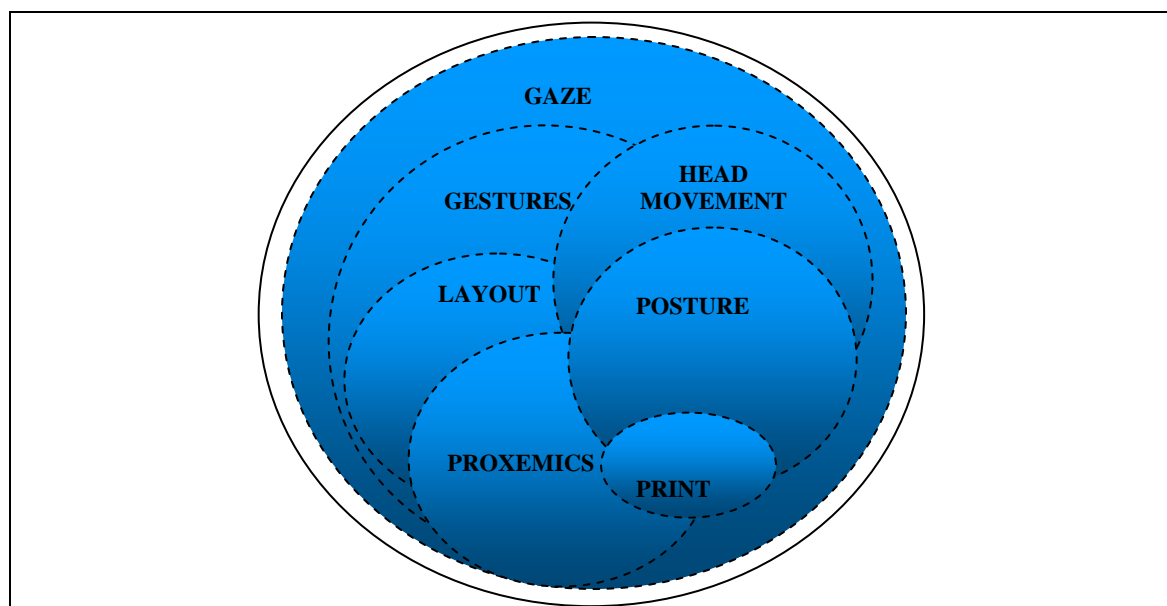 GAZE
HEAD
MOVEMENT
GESTURES
LAYOUT
POSTURE
PROXEMICS
PRINT